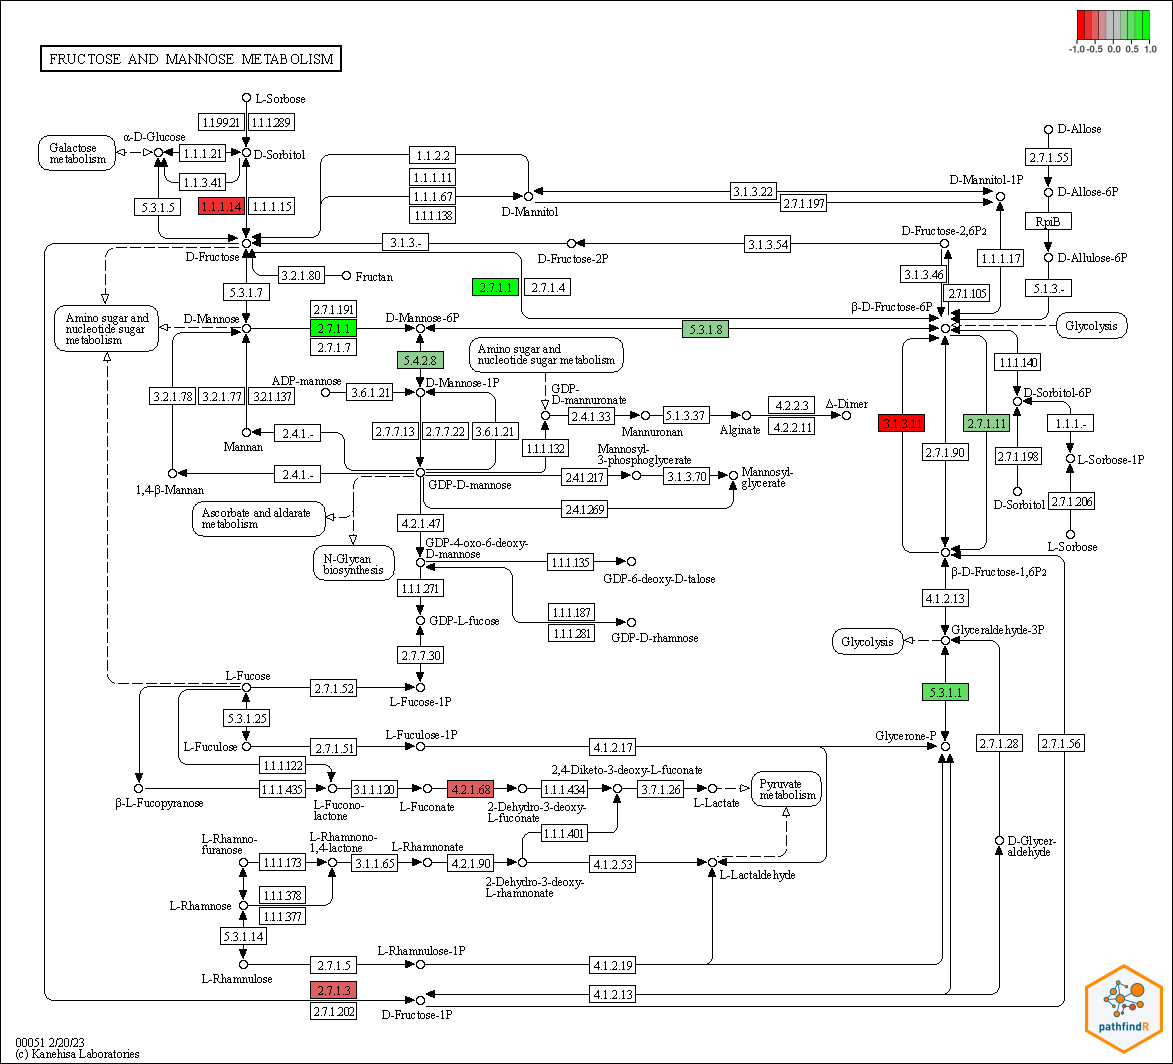 -1.0 -0.5 0.0 0.5 1.0
FRUCTOSE AND MANNOSE METABOLISM
L-Sorbose
1.1.99.21
1.1.1.289
α-D-Glucose
Galactose
metabolism
1.1.1.21
D-Sorbitol
1.1.3.41
5.3.1.5
1.1.1.14
1.1.1.15
1.1.2.2
1.1.1.11
1.1.1.67
1.1.1.138
D-Mannitol
3.1.3.22
2.7.1.197
D-Mannitol-1P
D-Allose
2.7.1.55
D-Allose-6P
RpiB
D-Allulose-6P
5.1.3.-
D-Fructose
3.1.3.-
D-Fructose-2P
3.1.3.54
D-Fructose-2,6P2
1.1.1.17
3.2.1.80
Fructan
3.1.3.46
2.7.1.105
5.3.1.7
2.7.1.1
2.7.1.4
β-D-Fructose-6P
Amino sugar and
nucleotide sugar
metabolism
D-Mannose
2.7.1.191
2.7.1.1
2.7.1.7
D-Mannose-6P
5.3.1.8
Glycolysis
5.4.2.8
Amino sugar and
nucleotide sugar metabolism
1.1.1.140
ADP-mannose
3.6.1.21
D-Mannose-1P
GDP-
D-mannuronate
D-Sorbitol-6P
3.2.1.78
3.2.1.77
3.2.1.137
2.4.1.33
Mannuronan
5.1.3.37
Alginate
4.2.2.3
4.2.2.11
Δ-Dimer
3.1.3.11
2.7.1.11
1.1.1.-
Mannan
2.4.1.-
2.7.7.13
2.7.7.22
3.6.1.21
1.1.1.132
Mannosyl-
3-phosphoglycerate
2.7.1.90
2.7.1.198
L-Sorbose-1P
1,4-β-Mannan
2.4.1.-
GDP-D-mannose
2.4.1.217
3.1.3.70
Mannosyl-
glycerate
2.4.1.269
D-Sorbitol
2.7.1.206
Ascorbate and aldarate
metabolism
4.2.1.47
N-Glycan
biosynthesis
GDP-4-oxo-6-deoxy-
D-mannose
1.1.1.135
GDP-6-deoxy-D-talose
L-Sorbose
β-D-Fructose-1,6P2
1.1.1.271
4.1.2.13
GDP-L-fucose
1.1.1.187
1.1.1.281
GDP-D-rhamnose
Glycolysis
Glyceraldehyde-3P
2.7.7.30
L-Fucose
2.7.1.52
L-Fucose-1P
5.3.1.1
5.3.1.25
L-Fuculose
2.7.1.51
L-Fuculose-1P
4.1.2.17
Glycerone-P
2.7.1.28
2.7.1.56
1.1.1.122
β-L-Fucopyranose
1.1.1.435
L-Fucono-
lactone
3.1.1.120
L-Fuconate
4.2.1.68
2-Dehydro-3-deoxy-
L-fuconate
1.1.1.434
2,4-Diketo-3-deoxy-L-fuconate
3.7.1.26
L-Lactate
Pyruvate
metabolism
1.1.1.401
L-Rhamno-
furanose
1.1.1.173
L-Rhamnono-
1,4-lactone
3.1.1.65
L-Rhamnonate
4.2.1.90
2-Dehydro-3-deoxy-
L-rhamnonate
4.1.2.53
L-Lactaldehyde
D-Glycer-
aldehyde
L-Rhamnose
1.1.1.378
1.1.1.377
5.3.1.14
L-Rhamnulose
2.7.1.5
L-Rhamnulose-1P
4.1.2.19
2.7.1.3
2.7.1.202
D-Fructose-1P
4.1.2.13
00051 2/20/23
(c) Kanehisa Laboratories
pathfindR